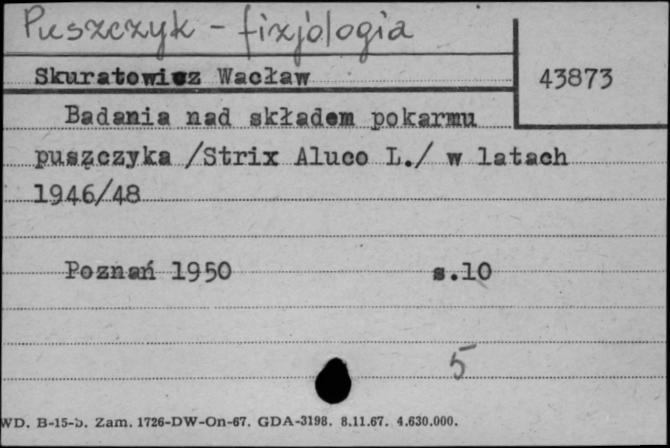 Puszczyk - fizjologia
Skuratowicz Wacław
43873
Badania nad składem pokarmu
puszczyka /Strix Aluco L./ w latach
1946/48
Poznań 1950 s.10
5
WD. B-15-b. Zam. 1726-DW-On-67. GDA-3198. 8.11.67. 4.630.000.